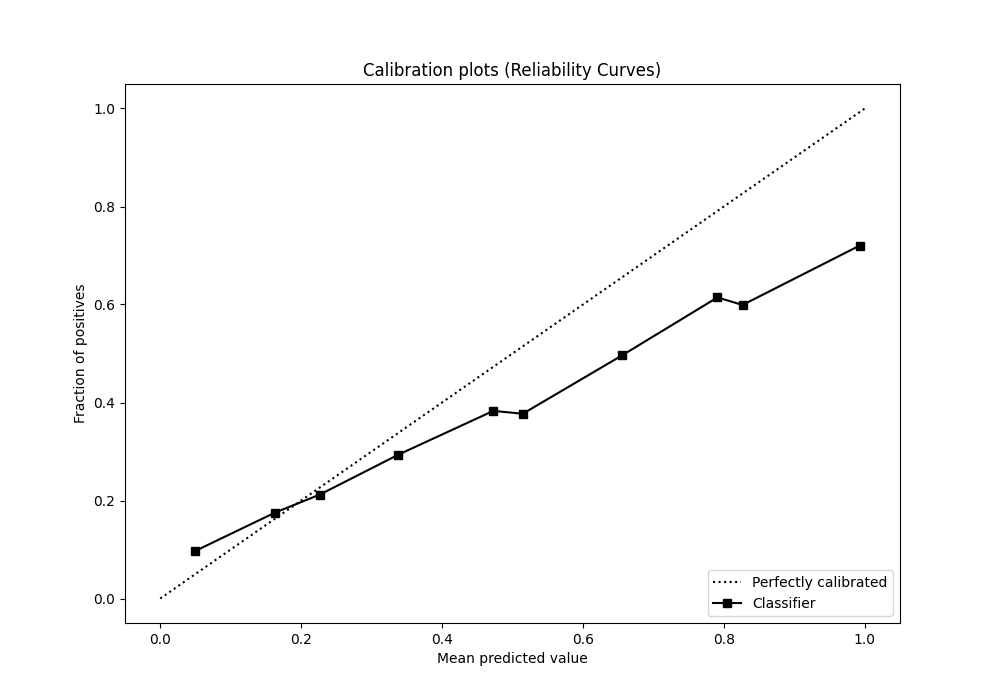 Calibration plots (Reliability Curves)
1.0
0.8
0.6
0.4
0.2
0.0
Fraction of positives
0.0 0.2 0.4 0.6 0.8 1.0
Mean predicted value
Perfectly calibrated
Classifier